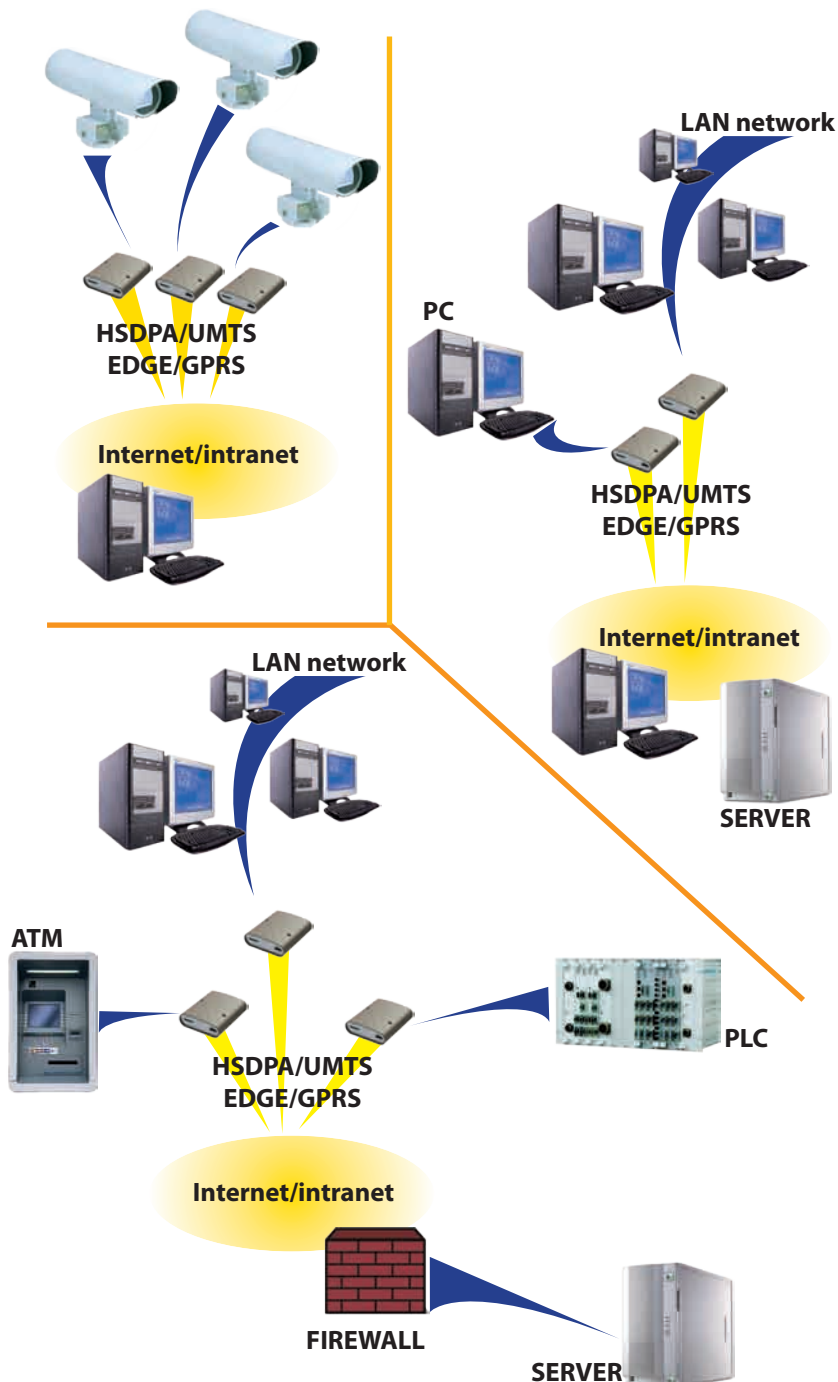 HSDPA/UMTS
EDGE/GPRS
Internet/intranet
LAN network
PC
HSDPA/UMTS
EDGE/GPRS
Internet/intranet
SERVER
LAN network
ATM
PLC
HSDPA/UMTS
EDGE/GPRS
Internet/intranet
FIREWALL
SERVER